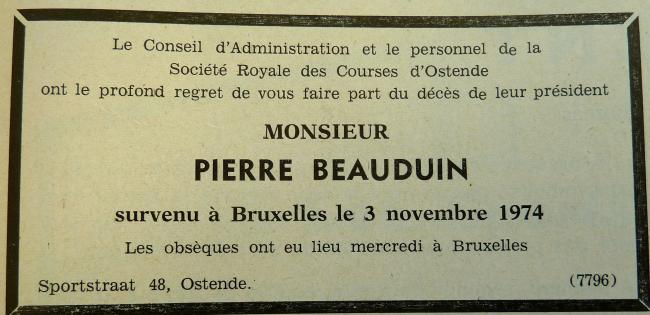 Le Conseil d'Administration et le personnel de la
Société Royale des Courses d'Ostende
ont le profond regret de vous faire part du décès de leur président
MONSIEUR
PIERRE BEAUDUIN
survenu à Bruxelles le 3 novembre 1974
Les obsèques ont eu lieu mercredi à Bruxelles
Sportstraat 48, Ostende.
(7796)